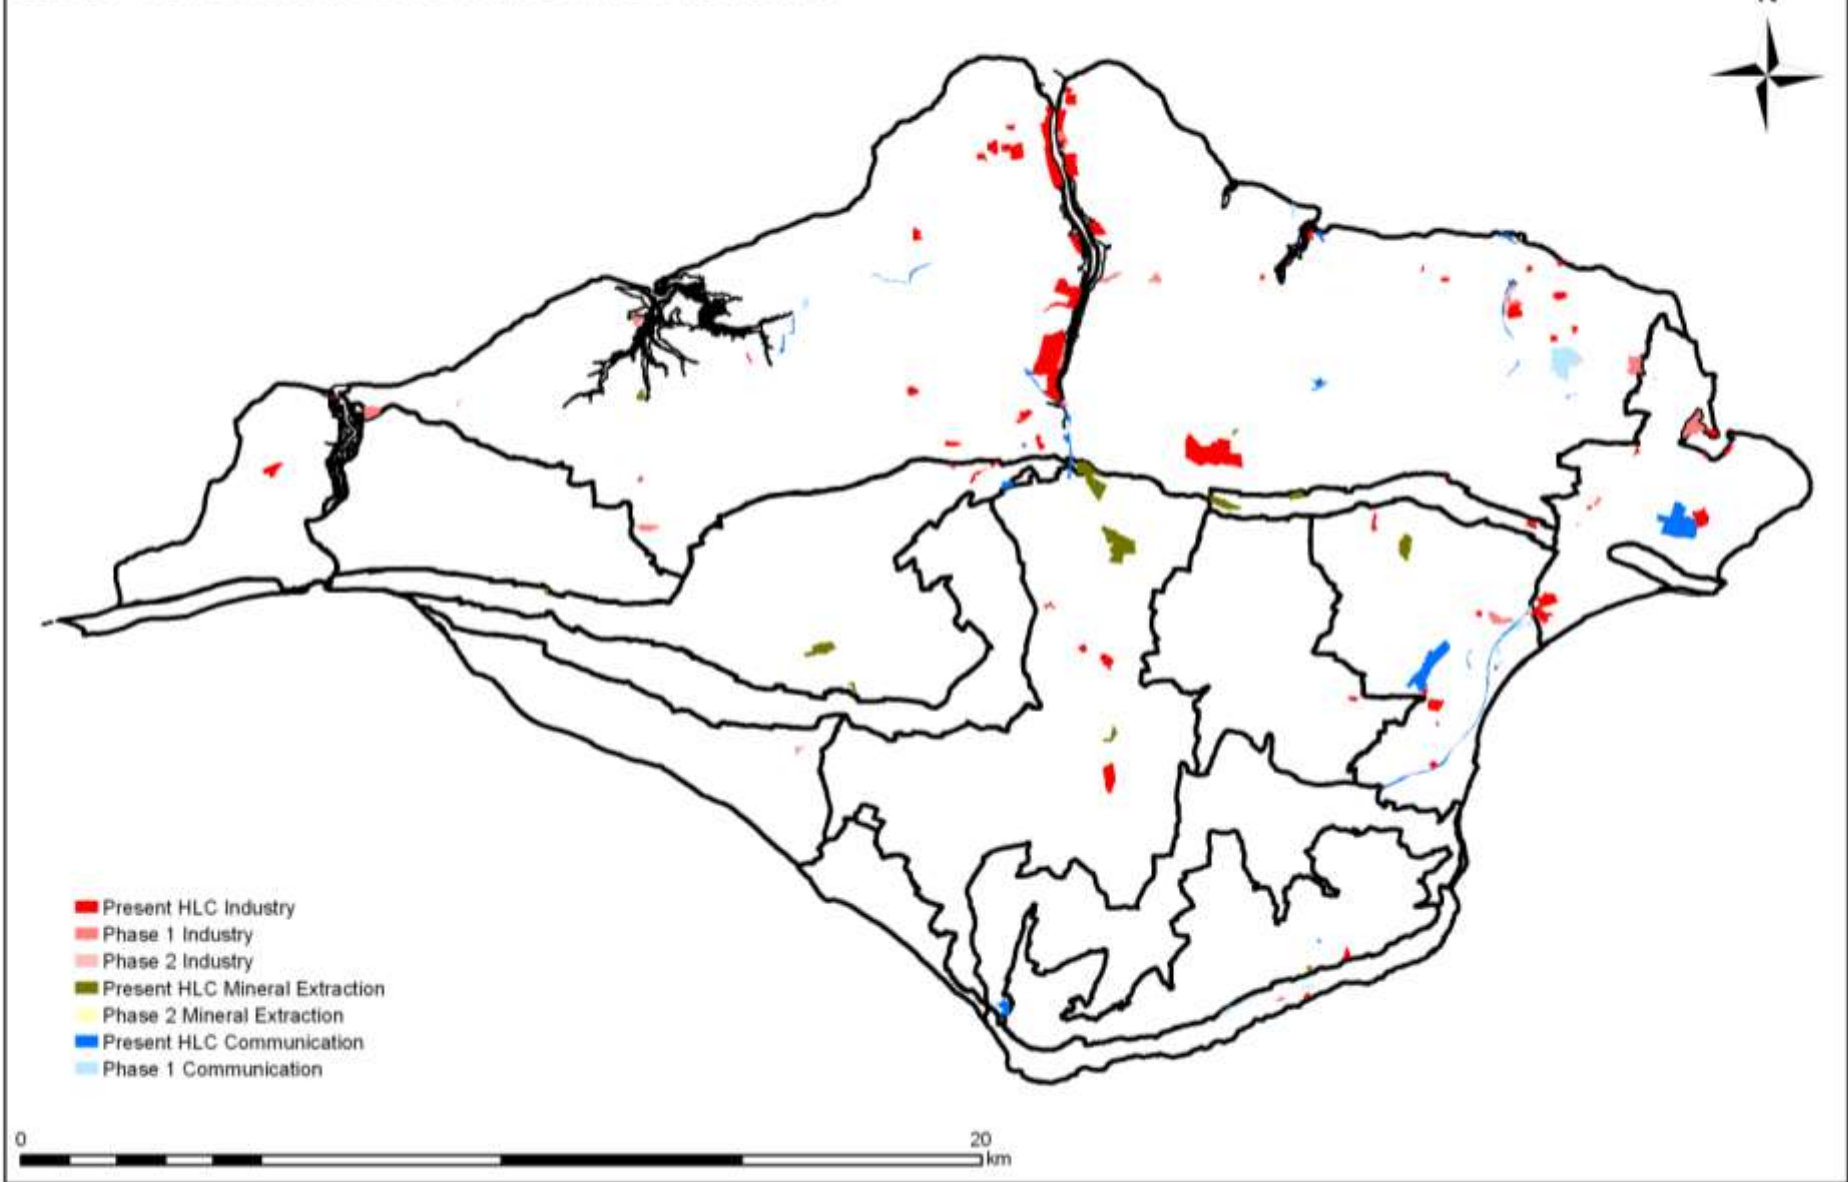 Present HLC Industry
Phase 1 Industry
Phase 2 Industry
Present HLC Mineral Extraction
Phase 2 Mineral Extraction
Present HLC Communication
Phase 1 Communication
0 20
km